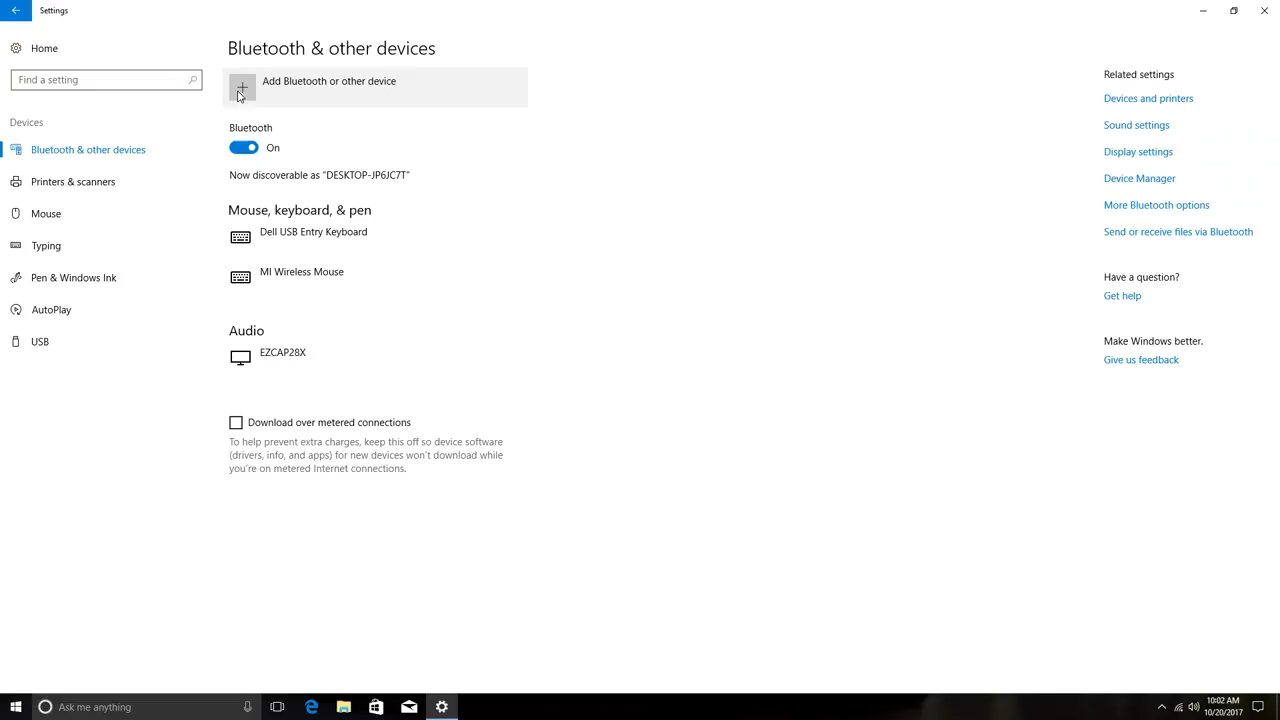 Settings
Home
Find a setting
Devices
Bluetooth & other devices
Printers & scanners
Mouse
Typing
Pen & Windows Ink
AutoPlay
USB
Bluetooth & other devices
Add Bluetooth or other device
Bluetooth
On
Now discoverable as “DESKTOP-JP6JC7T”
Mouse, keyboard, & pen
Dell USB Entry Keyboard
MI Wireless Mouse
Audio
EZCAP28X
Download over metered connections
To help prevent extra charges, keep this off so device software
(drivers, info, and apps) for new devices won’t download while
you’re on metered Internet connections.
Related settings
Devices and printers
Sound settings
Display settings
Device Manager
More Bluetooth options
Send or receive files via Bluetooth
Have a question?
Get help
Make Windows better.
Give us feedback
Ask me anything
10:02 AM
10/20/2017